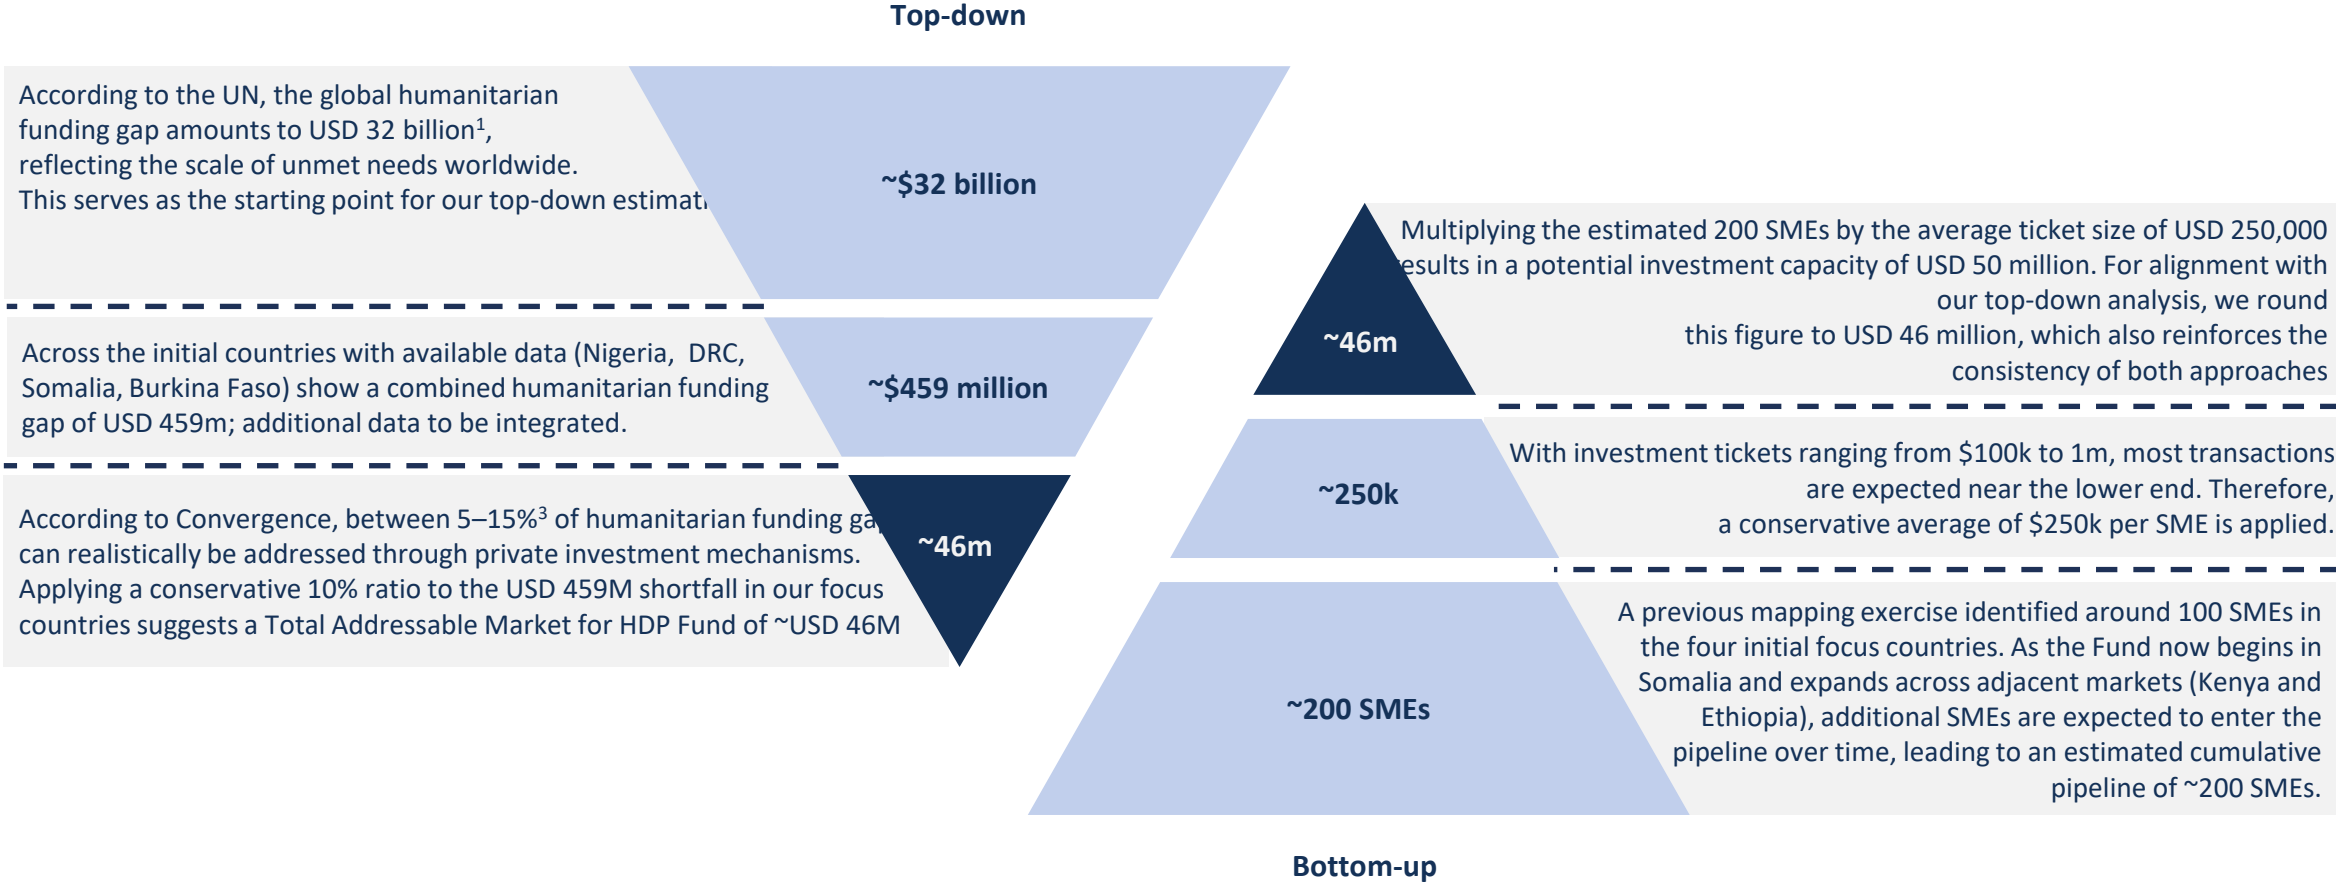 Top-down
According to the UN, the global humanitarian
funding gap amounts to USD 32 billion¹,
reflecting the scale of unmet needs worldwide.
This serves as the starting point for our top-down
~$32 billion
Across the initial countries with available data (Nigeria, DRC,
Somalia, Burkina Faso) show a combined humanitarian funding
gap of USD 459m; additional data to be integrated.
~$459 million
According to Convergence, between 5–15%³ of humanitarian funding
can realistically be addressed through private investment mechanisms.
Applying a conservative 10% ratio to the USD 459M shortfall in our focus
countries suggests a Total Addressable Market for HDP Fund of ~USD 46M
~46m
Multiplying the estimated 200 SMEs by the average ticket size of USD 250,000
results in a potential investment capacity of USD 50 million. For alignment with
our top-down analysis, we round
this figure to USD 46 million, which also reinforces the
consistency of both approaches
~46m
With investment tickets ranging from $100k to 1m, most transactions
are expected near the lower end. Therefore,
a conservative average of $250k per SME is applied.
~250k
A previous mapping exercise identified around 100 SMEs in
the four initial focus countries. As the Fund now begins in
Somalia and expands across adjacent markets (Kenya and
Ethiopia), additional SMEs are expected to enter the
pipeline over time, leading to an estimated cumulative
pipeline of ~200 SMEs.
~200 SMEs
Bottom-up